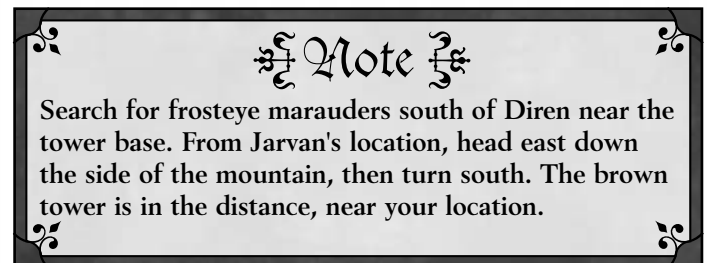 Note
Search for frosteye marauders south of Diren near the
tower base. From Jarvan's location, head east down
the side of the mountain, then turn south. The brown
tower is in the distance, near your location.